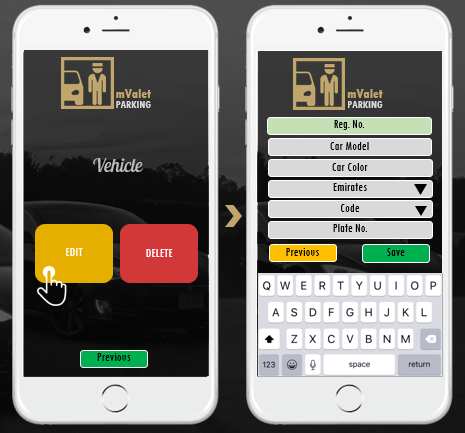 mValet
PARKING
Vehicle
EDIT
DELETE
Previous
mValet
PARKING
Reg. No.
Car Model
Car Color
Emirates
Code
Plate No.
Previous
Save
Q W E R T Y U I O P
A S D F G H J K L
Z X C V B N M
123
space
return